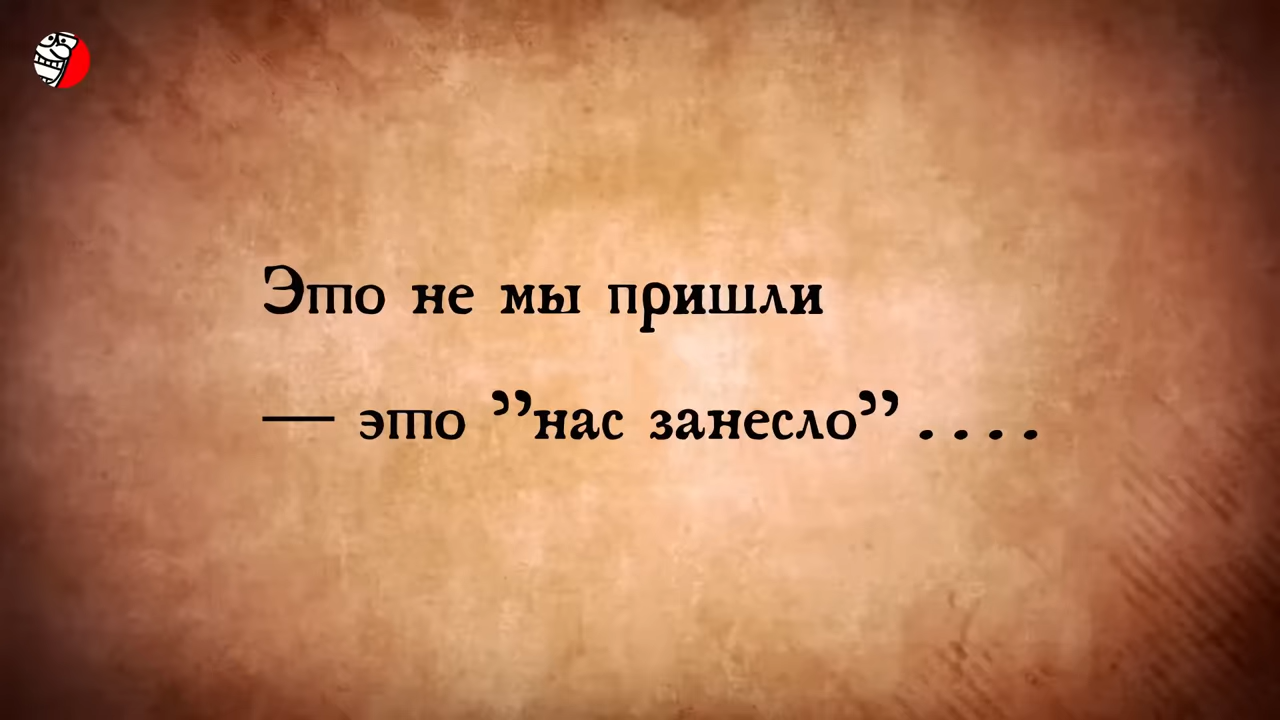 Это не мы пришли
— это ”нас занесло” . . . .